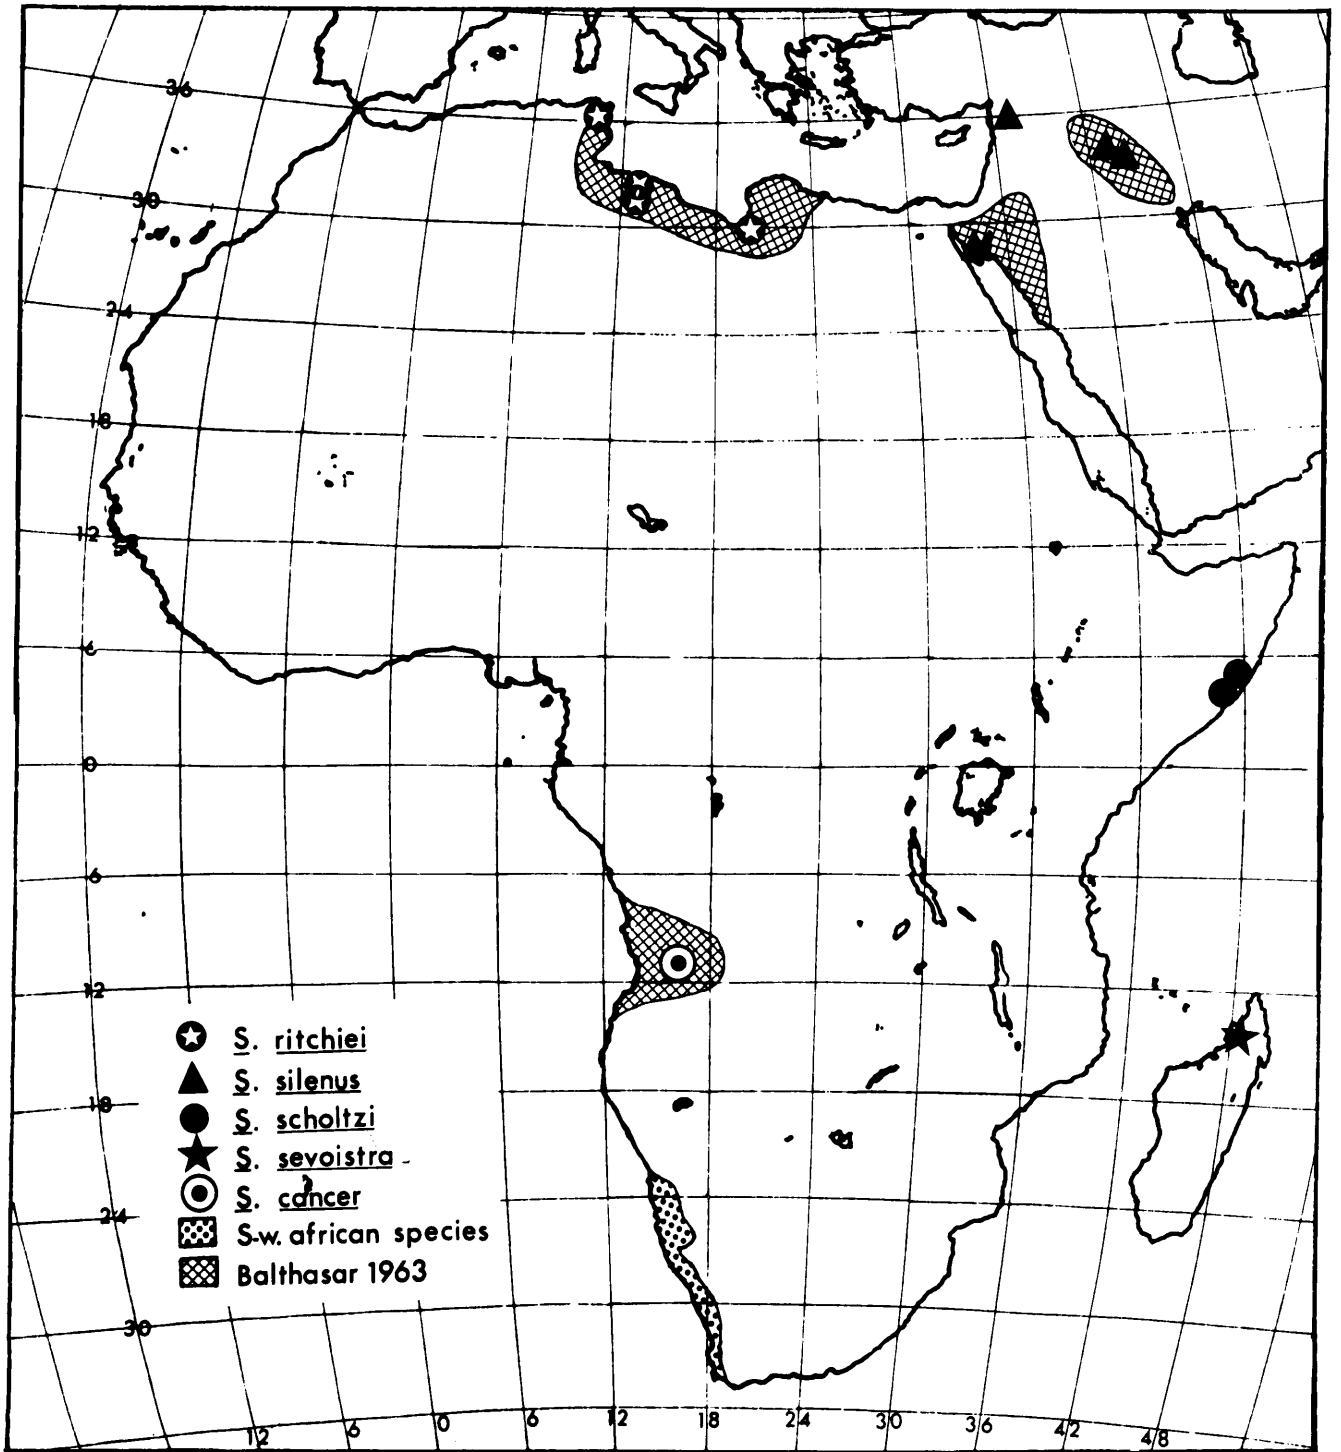 36
30
24
18
12
6
0
6
12
18
24
30
S. ritchiei
S. silenus
S. scholtzi
S. sevoistra
S. cancer
S-w. african species
Balthasar 1963
12 6 0 6 12 18 24 30 36 42 48